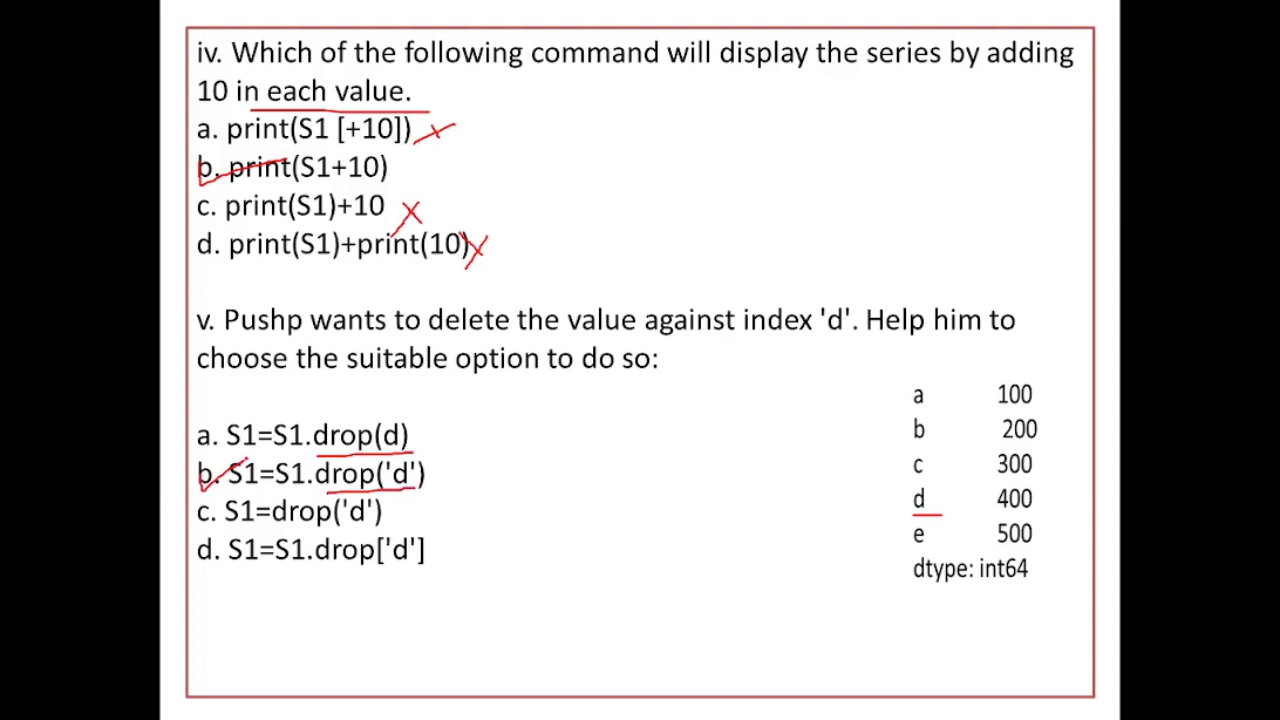 iv. Which of the following command will display the series by adding
10 in each value.
a. print(S1 [+10])
b. print(S1+10)
c. print(S1)+10
d. print(S1)+print(10)
v. Pushp wants to delete the value against index 'd'. Help him to
choose the suitable option to do so:
a. S1=S1.drop(d)
b. S1=S1.drop('d')
c. S1=drop('d')
d. S1=S1.drop['d']
a 100
b 200
c 300
d 400
e 500
dtype: int64